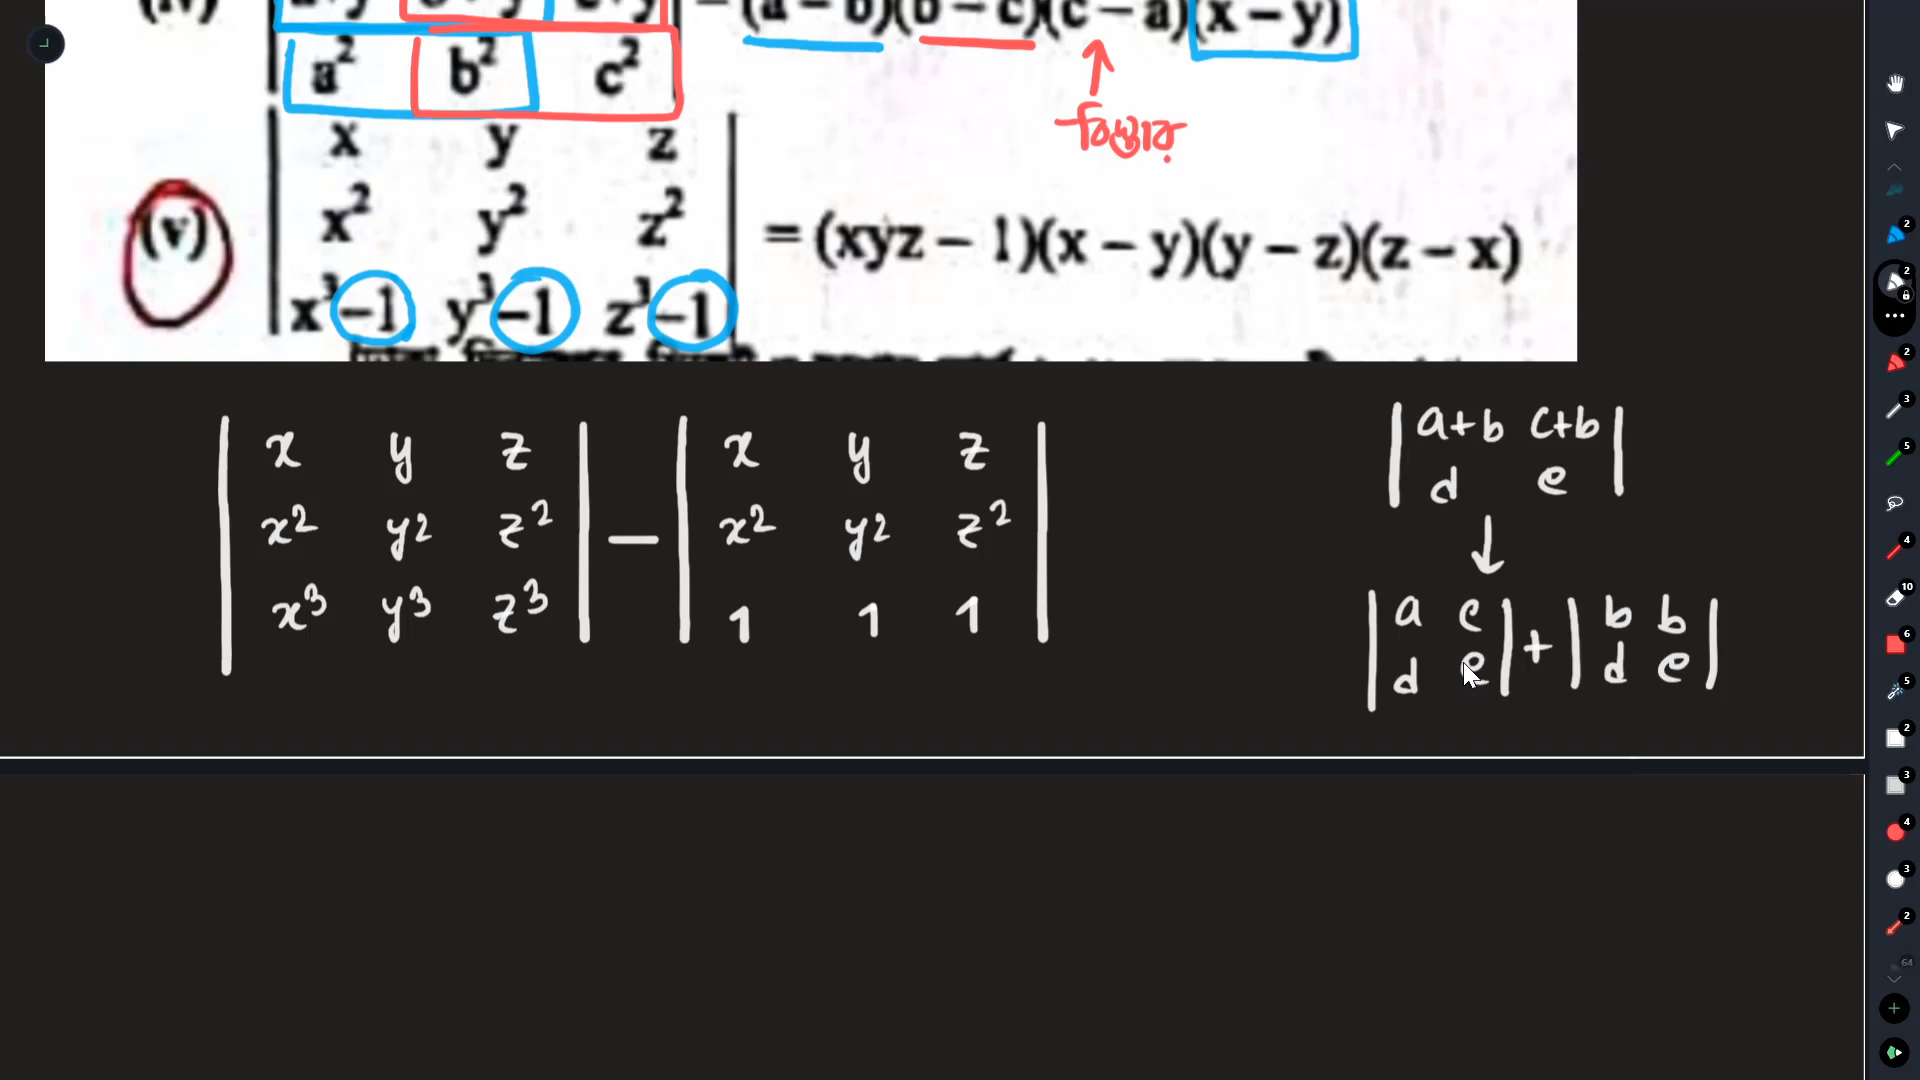 (iv) = (a − b)(b − c)(c − a)(x − y)
a² b² c²
বিস্তার
x y z
(v) x² y² z² = (xyz − 1)(x − y)(y − z)(z − x)
x³−1 y³−1 z³−1
| x y z | − | x y z |
| x² y² z² | − | x² y² z² |
| x³ y³ z³ | | 1 1 1 |
| a+b c+b |
| d e |
↓
| a c | + | b b |
| d e | | d e |